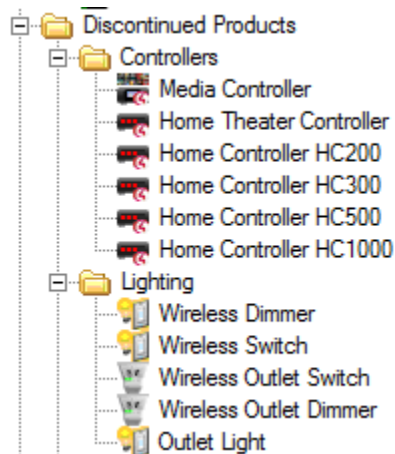 Discontinued Products
Controllers
Media Controller
Home Theater Controller
Home Controller HC200
Home Controller HC300
Home Controller HC500
Home Controller HC1000
Lighting
Wireless Dimmer
Wireless Switch
Wireless Outlet Switch
Wireless Outlet Dimmer
Outlet Light